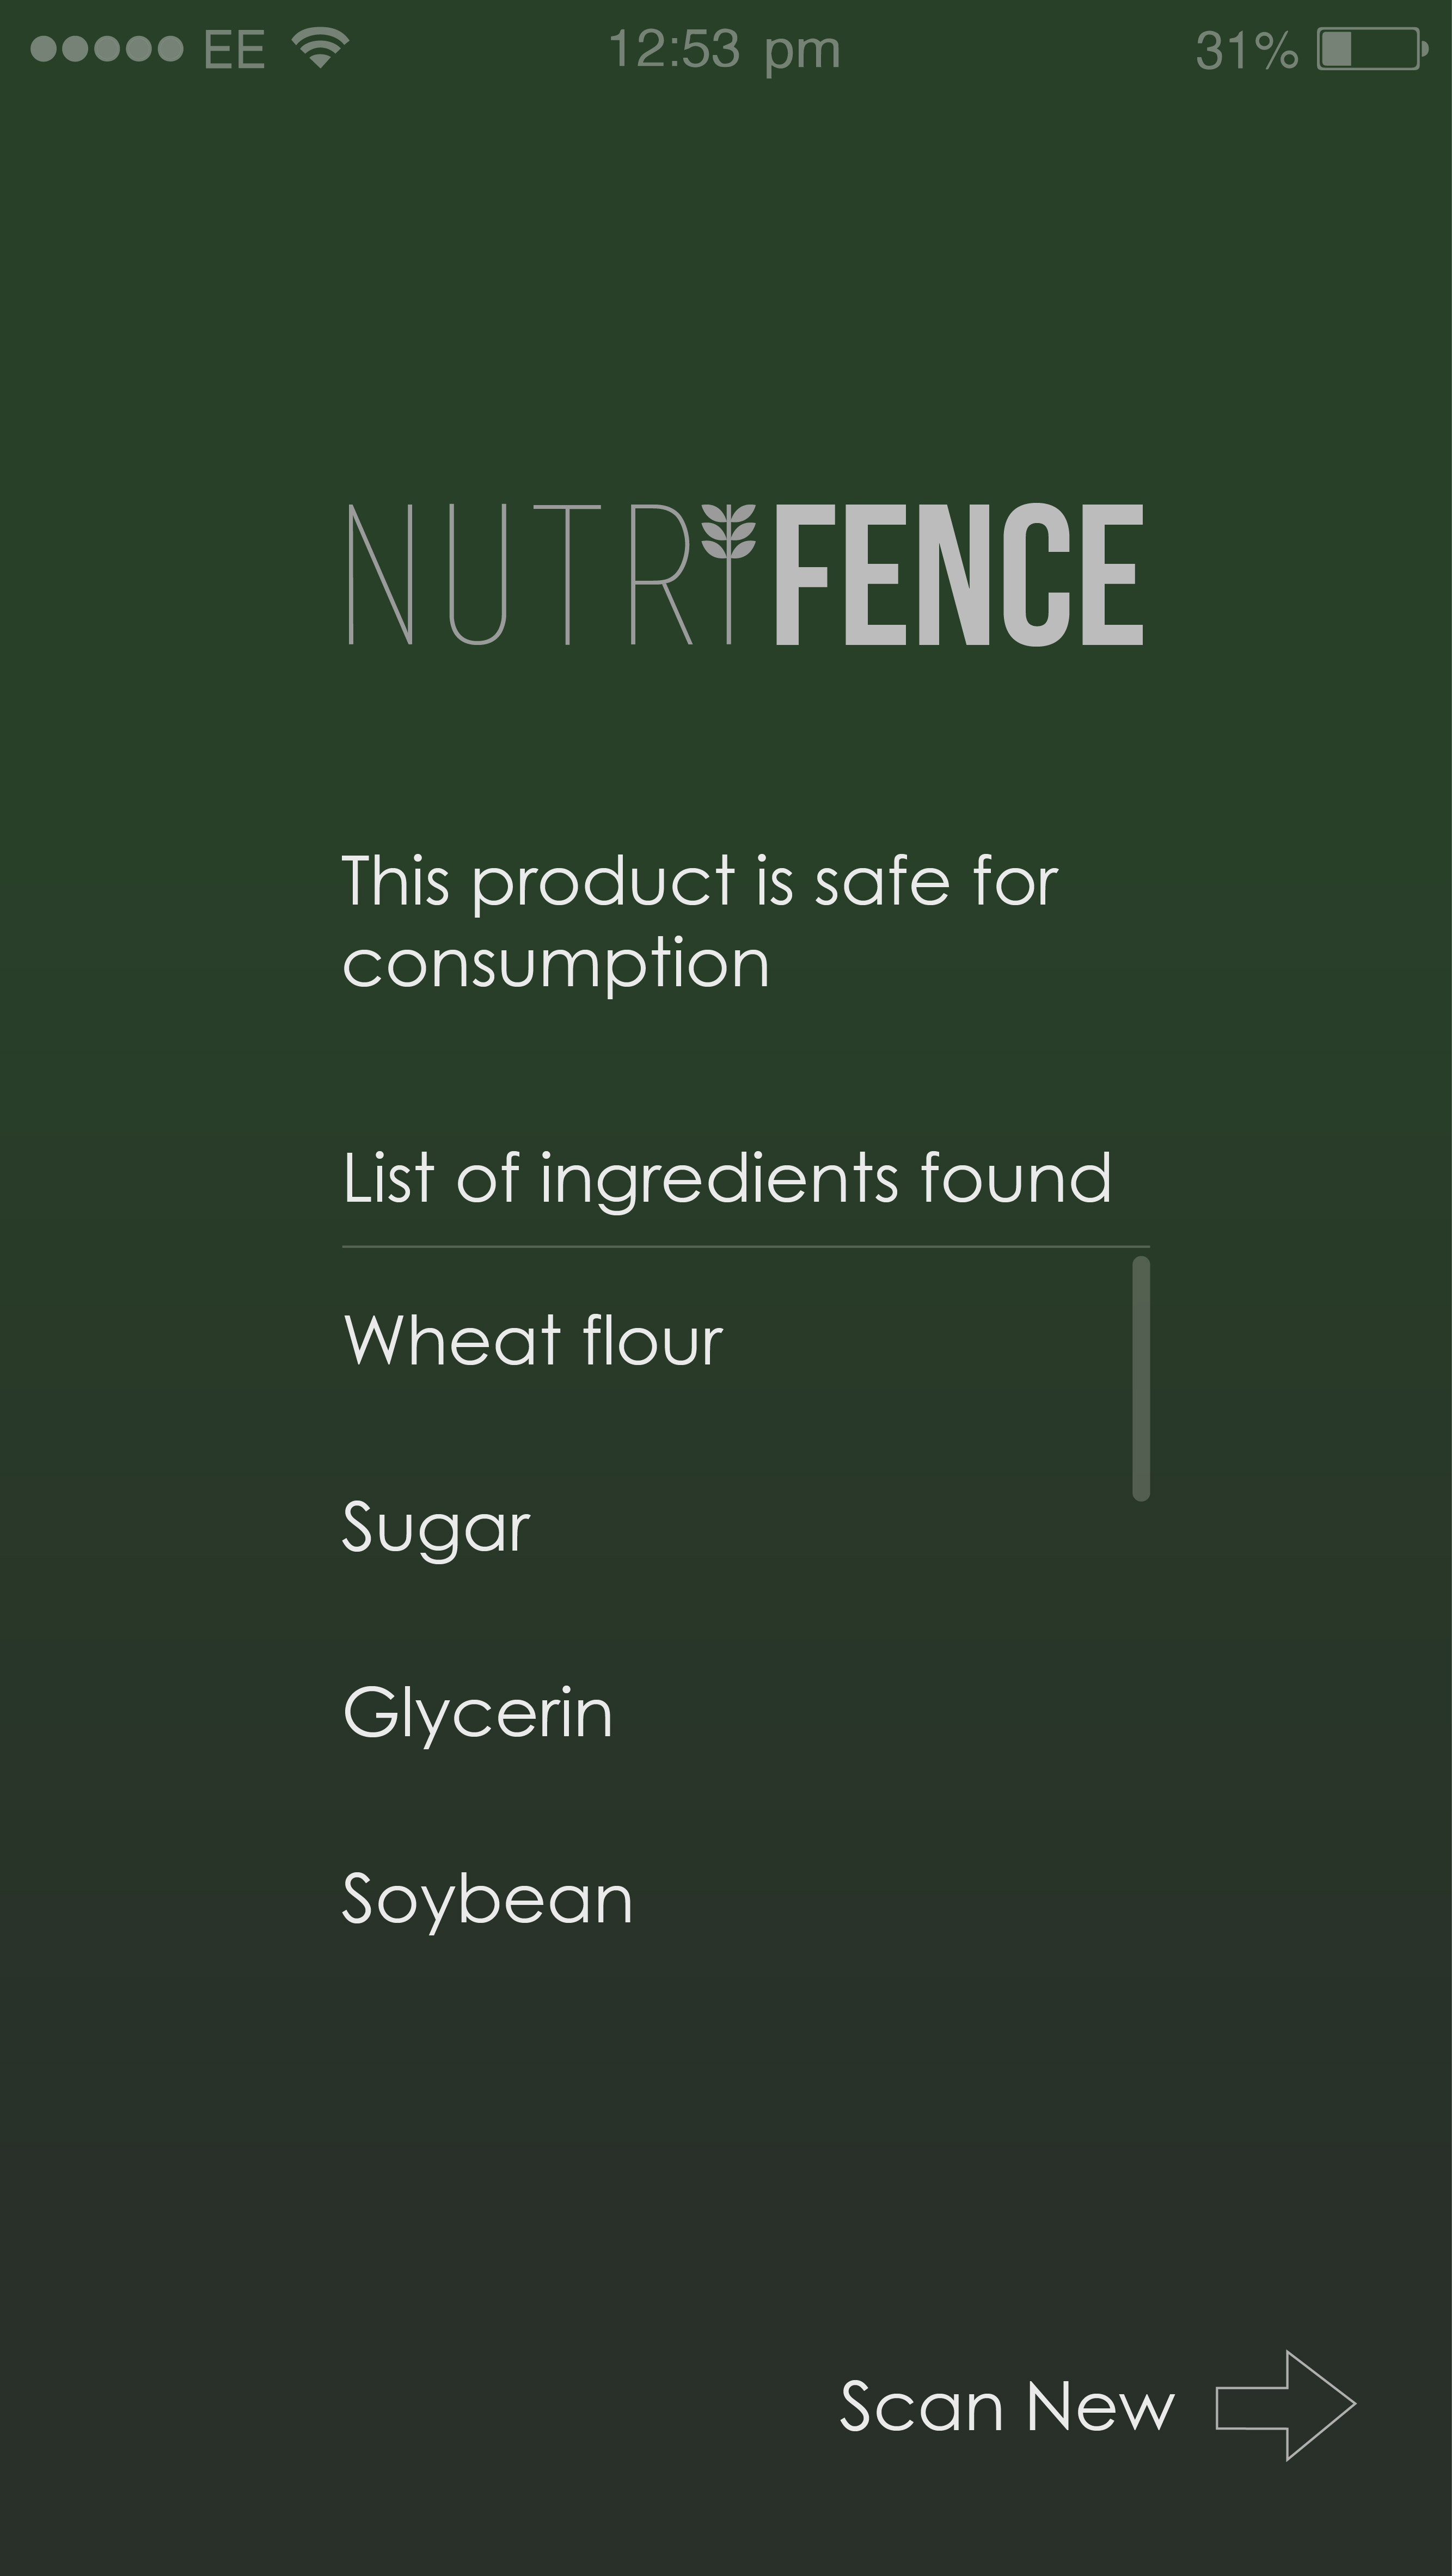 EE 12:53 pm 31%
NUTRIFENCE
This product is safe for
consumption
List of ingredients found
Wheat flour
Sugar
Glycerin
Soybean
Scan New